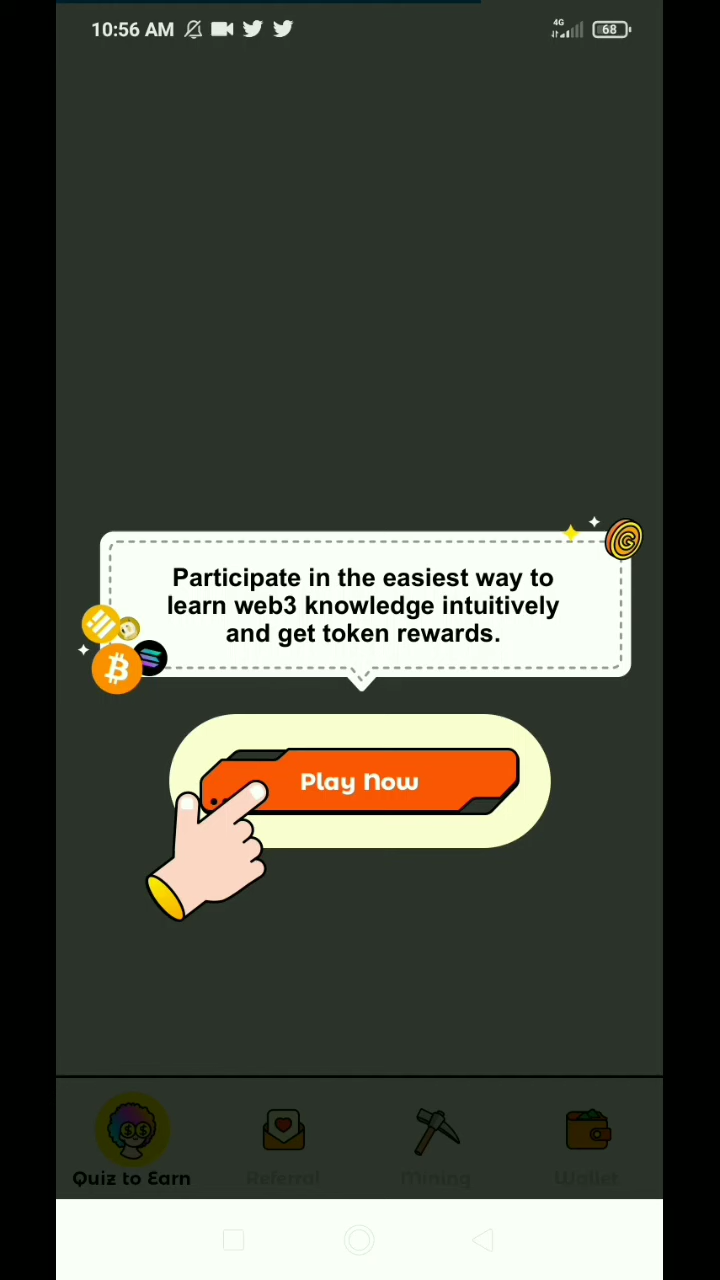 10:56 AM
4G
68
Participate in the easiest way to
learn web3 knowledge intuitively
and get token rewards.
Play Now
Quiz to Earn
Referral
Mining
Wallet